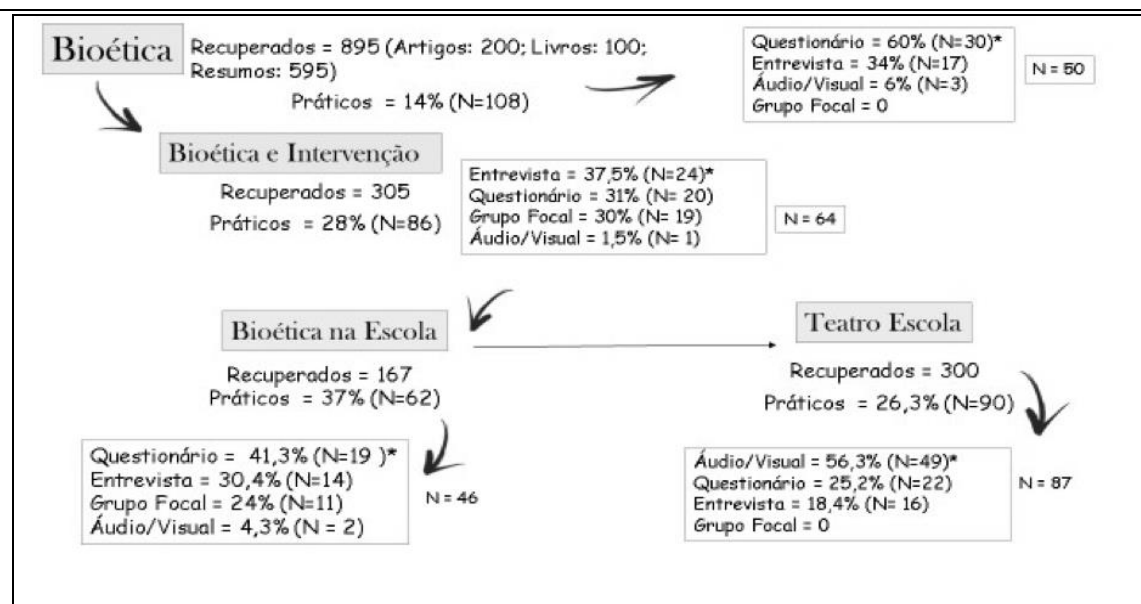 Bioética
Recuperados = 895 (Artigos: 200; Livros: 100;
Resumos: 595)
Práticos = 14% (N=108)
Questionário = 60% (N=30)*
Entrevista = 34% (N=17)
Áudio/Visual = 6% (N=3)
Grupo Focal = 0
N = 50
Bioética e Intervenção
Recuperados = 305
Práticos = 28% (N=86)
Entrevista = 37,5% (N=24)*
Questionário = 31% (N= 20)
Grupo Focal = 30% (N= 19)
Áudio/Visual = 1,5% (N= 1)
N = 64
Bioética na Escola
Recuperados = 167
Práticos = 37% (N=62)
Questionário = 41,3% (N=19 )*
Entrevista = 30,4% (N=14)
Grupo Focal = 24% (N=11)
Áudio/Visual = 4,3% (N = 2)
N = 46
Teatro Escola
Recuperados = 300
Práticos = 26,3% (N=90)
Áudio/Visual = 56,3% (N=49)*
Questionário = 25,2% (N=22)
Entrevista = 18,4% (N= 16)
Grupo Focal = 0
N = 87